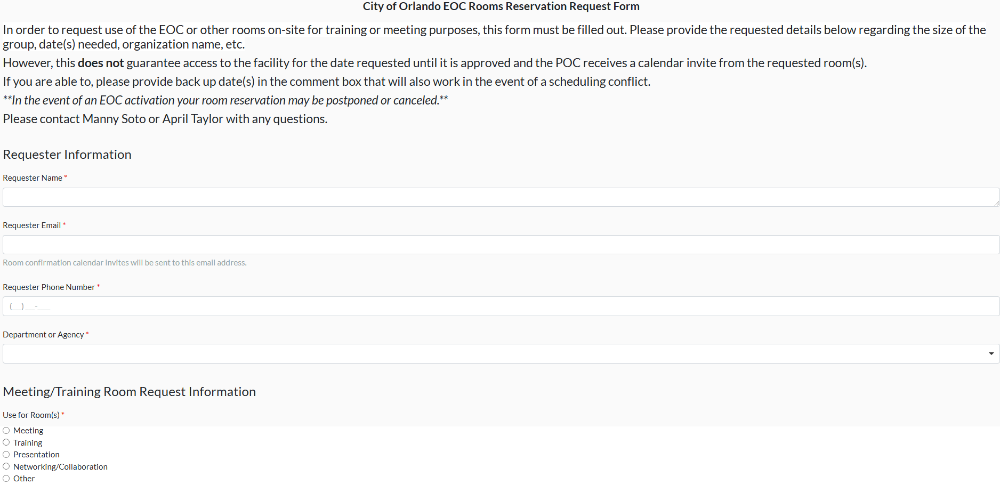 City of Orlando EOC Rooms Reservation Request Form
In order to request use of the EOC or other rooms on-site for training or meeting purposes, this form must be filled out. Please provide the requested details below regarding the size of the
group, date(s) needed, organization name, etc.
However, this does not guarantee access to the facility for the date requested until it is approved and the POC receives a calendar invite from the requested room(s).
If you are able to, please provide back up date(s) in the comment box that will also work in the event of a scheduling conflict.
**In the event of an EOC activation your room reservation may be postponed or canceled.**
Please contact Manny Soto or April Taylor with any questions.
Requester Information
Requester Name *
Requester Email *
Room confirmation calendar invites will be sent to this email address.
Requester Phone Number *
(__) __-___
Department or Agency *
Meeting/Training Room Request Information
Use for Room(s) *
Meeting
Training
Presentation
Networking/Collaboration
Other